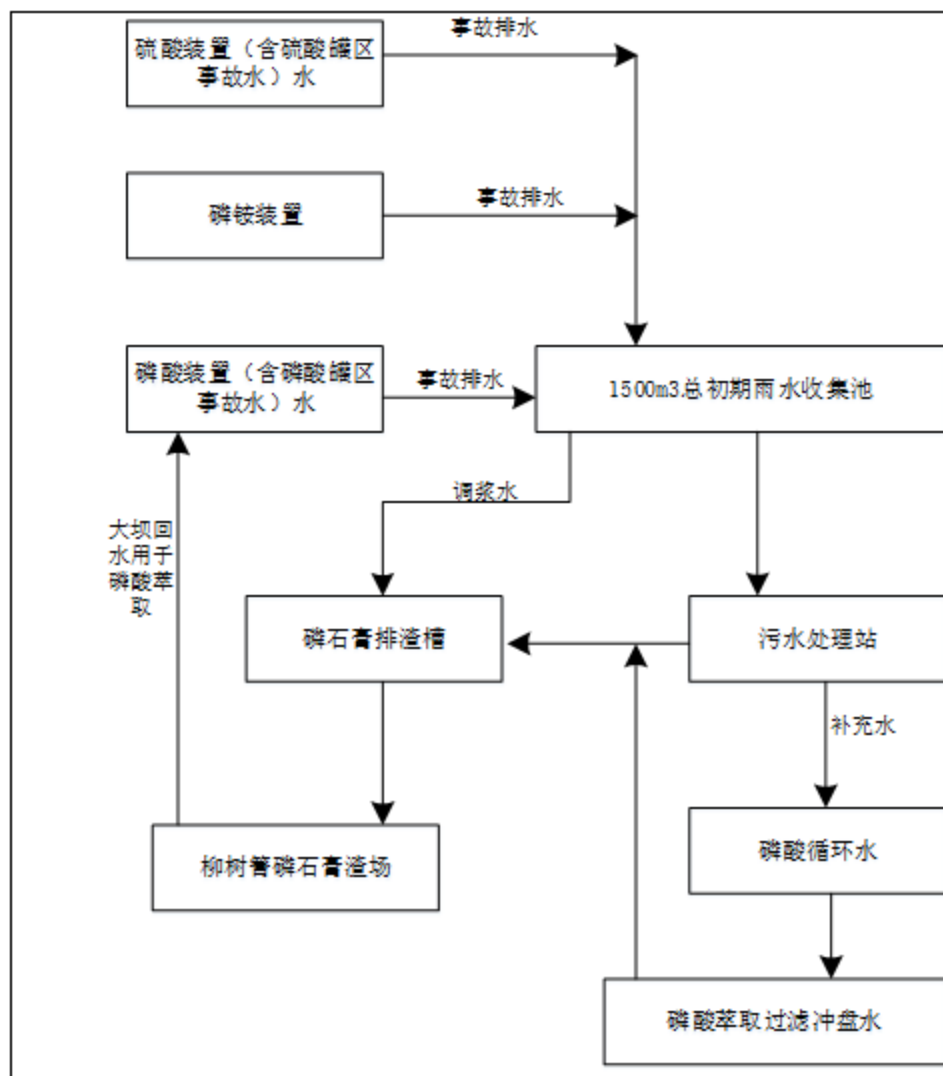 事故排水
硫酸装置（含硫酸罐区
事故水）水
事故排水
磷铵装置
磷酸装置（含磷酸罐区
事故水）水
事故排水
1500m3总初期雨水收集池
调浆水
大坝回
水用于
磷酸萃
取
磷石膏排渣槽
污水处理站
补充水
柳树箐磷石膏渣场
磷酸循环水
磷酸萃取过滤冲盘水